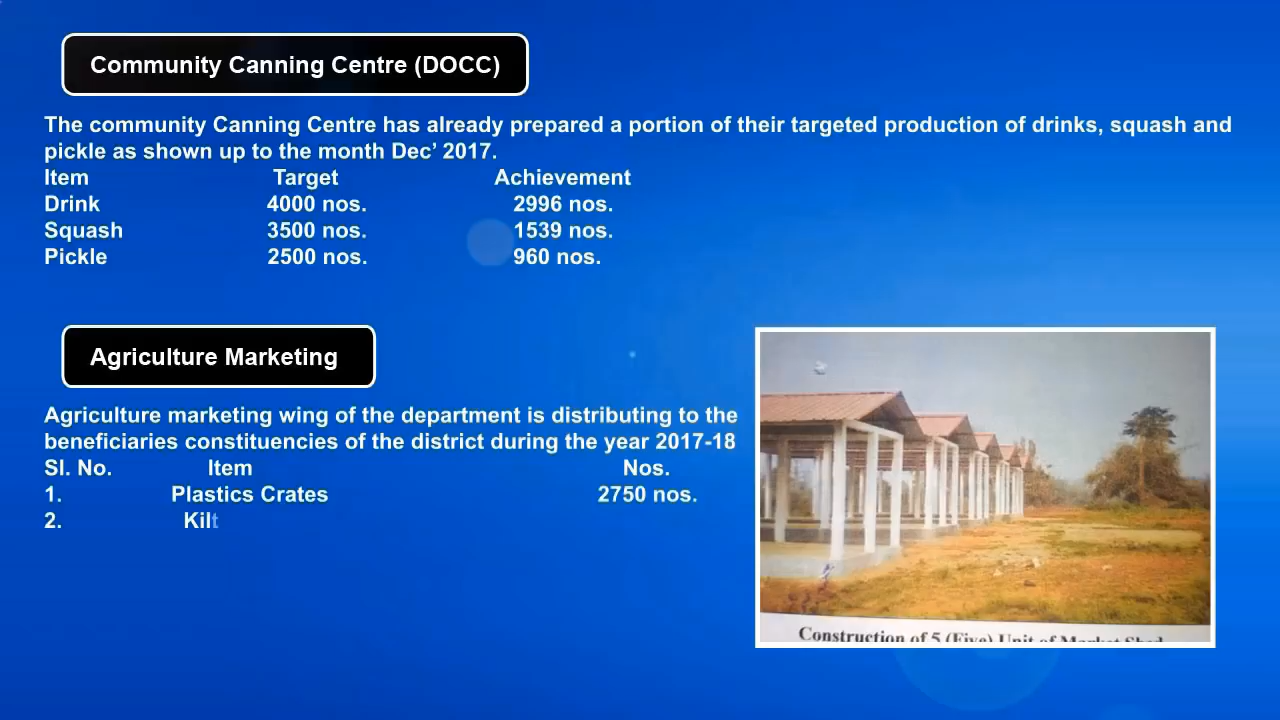 Community Canning Centre (DOCC)
The community Canning Centre has already prepared a portion of their targeted production of drinks, squash and
pickle as shown up to the month Dec’ 2017.
Item Target Achievement
Drink 4000 nos. 2996 nos.
Squash 3500 nos. 1539 nos.
Pickle 2500 nos. 960 nos.
Agriculture Marketing
Agriculture marketing wing of the department is distributing to the
beneficiaries constituencies of the district during the year 2017-18
Sl. No. Item Nos.
1. Plastics Crates 2750 nos.
2. Kilt
Construction of 5 (Five) Unit of Market Shed